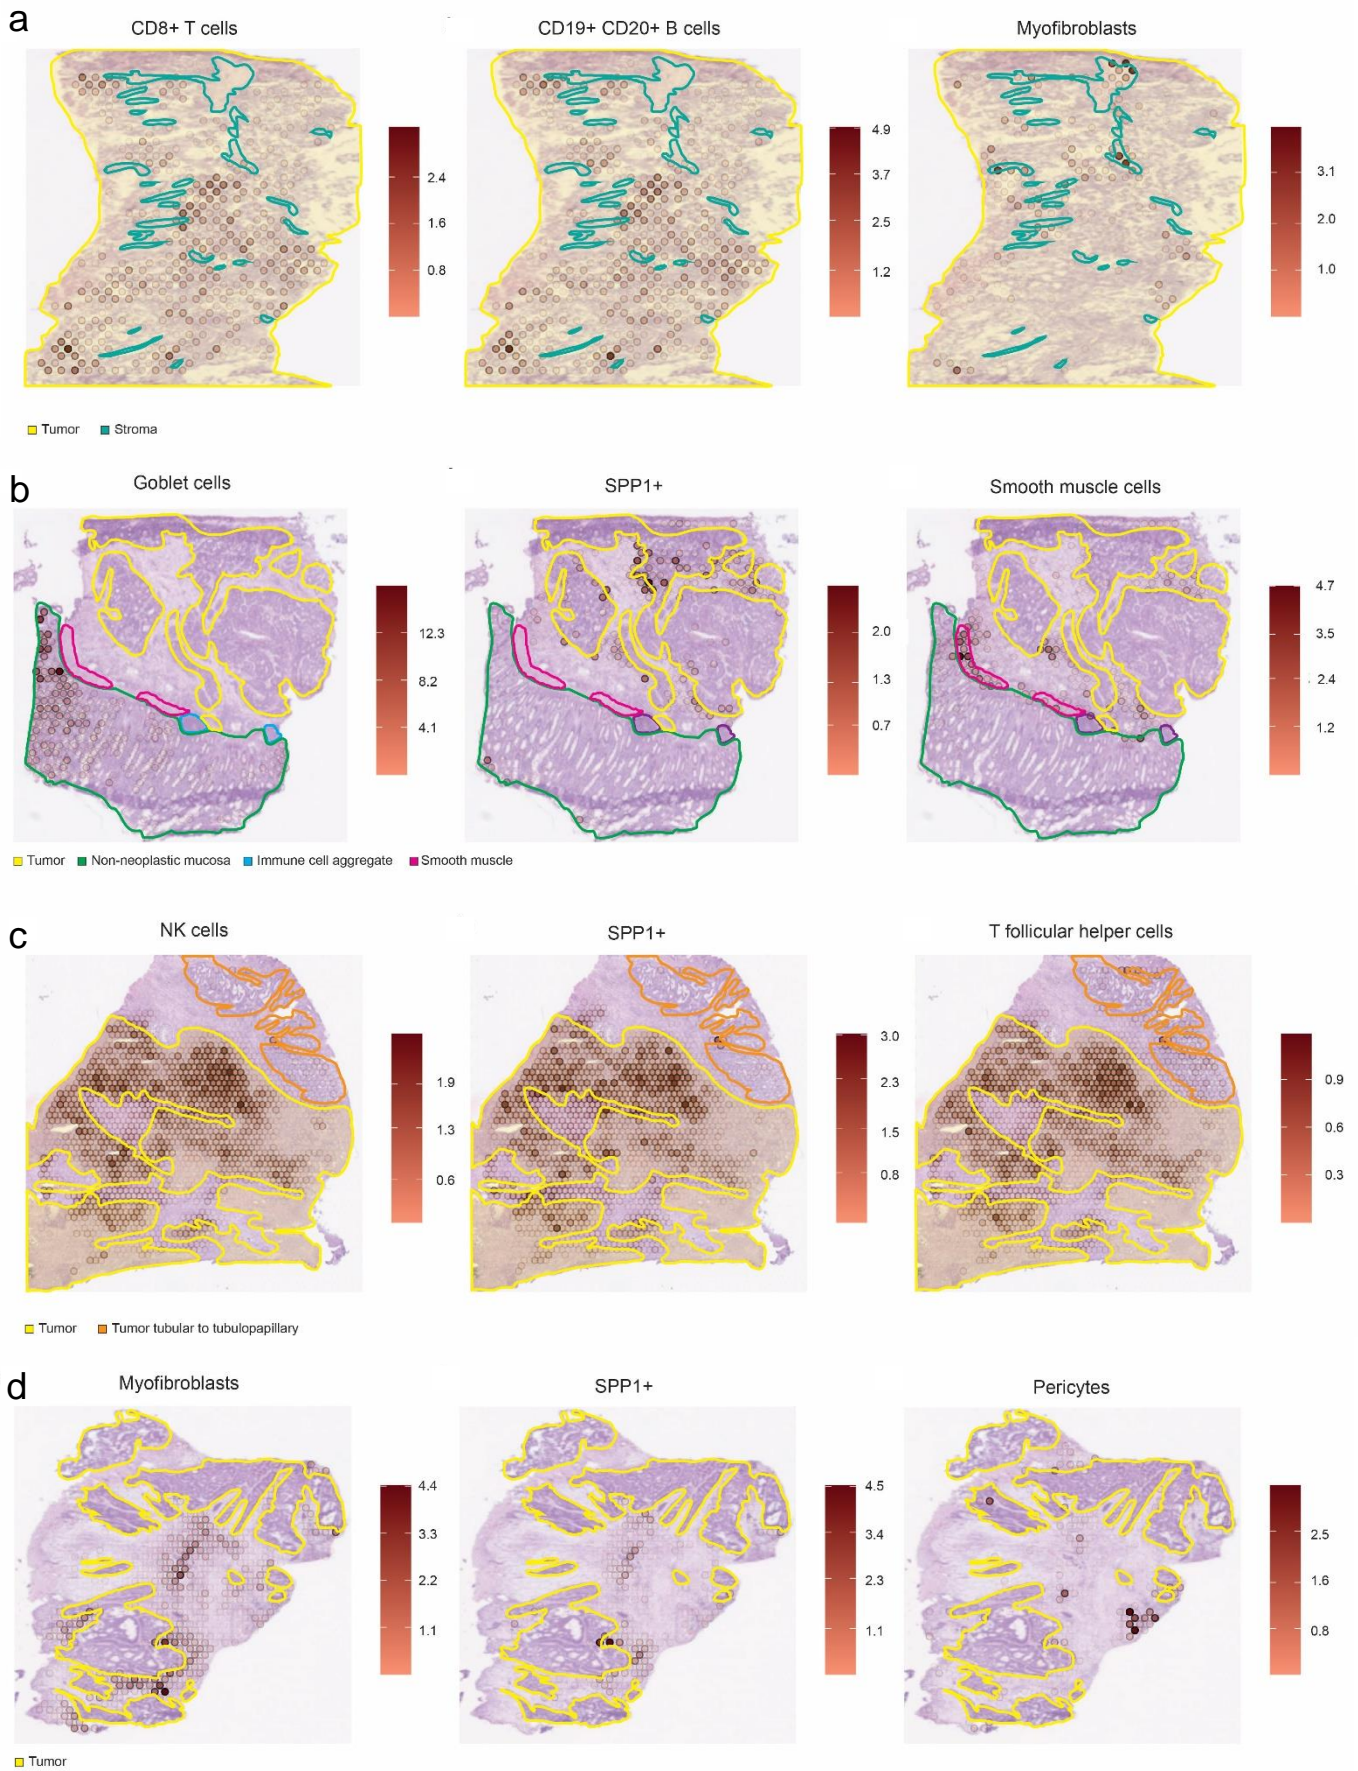 a
CD8+ T cells
CD19+ CD20+ B cells
Myofibroblasts
2.4
1.6
0.8
4.9
3.7
2.5
1.2
3.1
2.0
1.0
Tumor Stroma
b
Goblet cells
SPP1+
Smooth muscle cells
12.3
8.2
4.1
2.0
1.3
0.7
4.7
3.5
2.4
1.2
Tumor Non-neoplastic mucosa Immune cell aggregate Smooth muscle
c
NK cells
SPP1+
T follicular helper cells
1.9
1.3
0.6
3.0
2.3
1.5
0.8
0.9
0.6
0.3
Tumor Tumor tubular to tubulopapillary
d
Myofibroblasts
SPP1+
Pericytes
4.4
3.3
2.2
1.1
4.5
3.4
2.3
1.1
2.5
1.6
0.8
Tumor